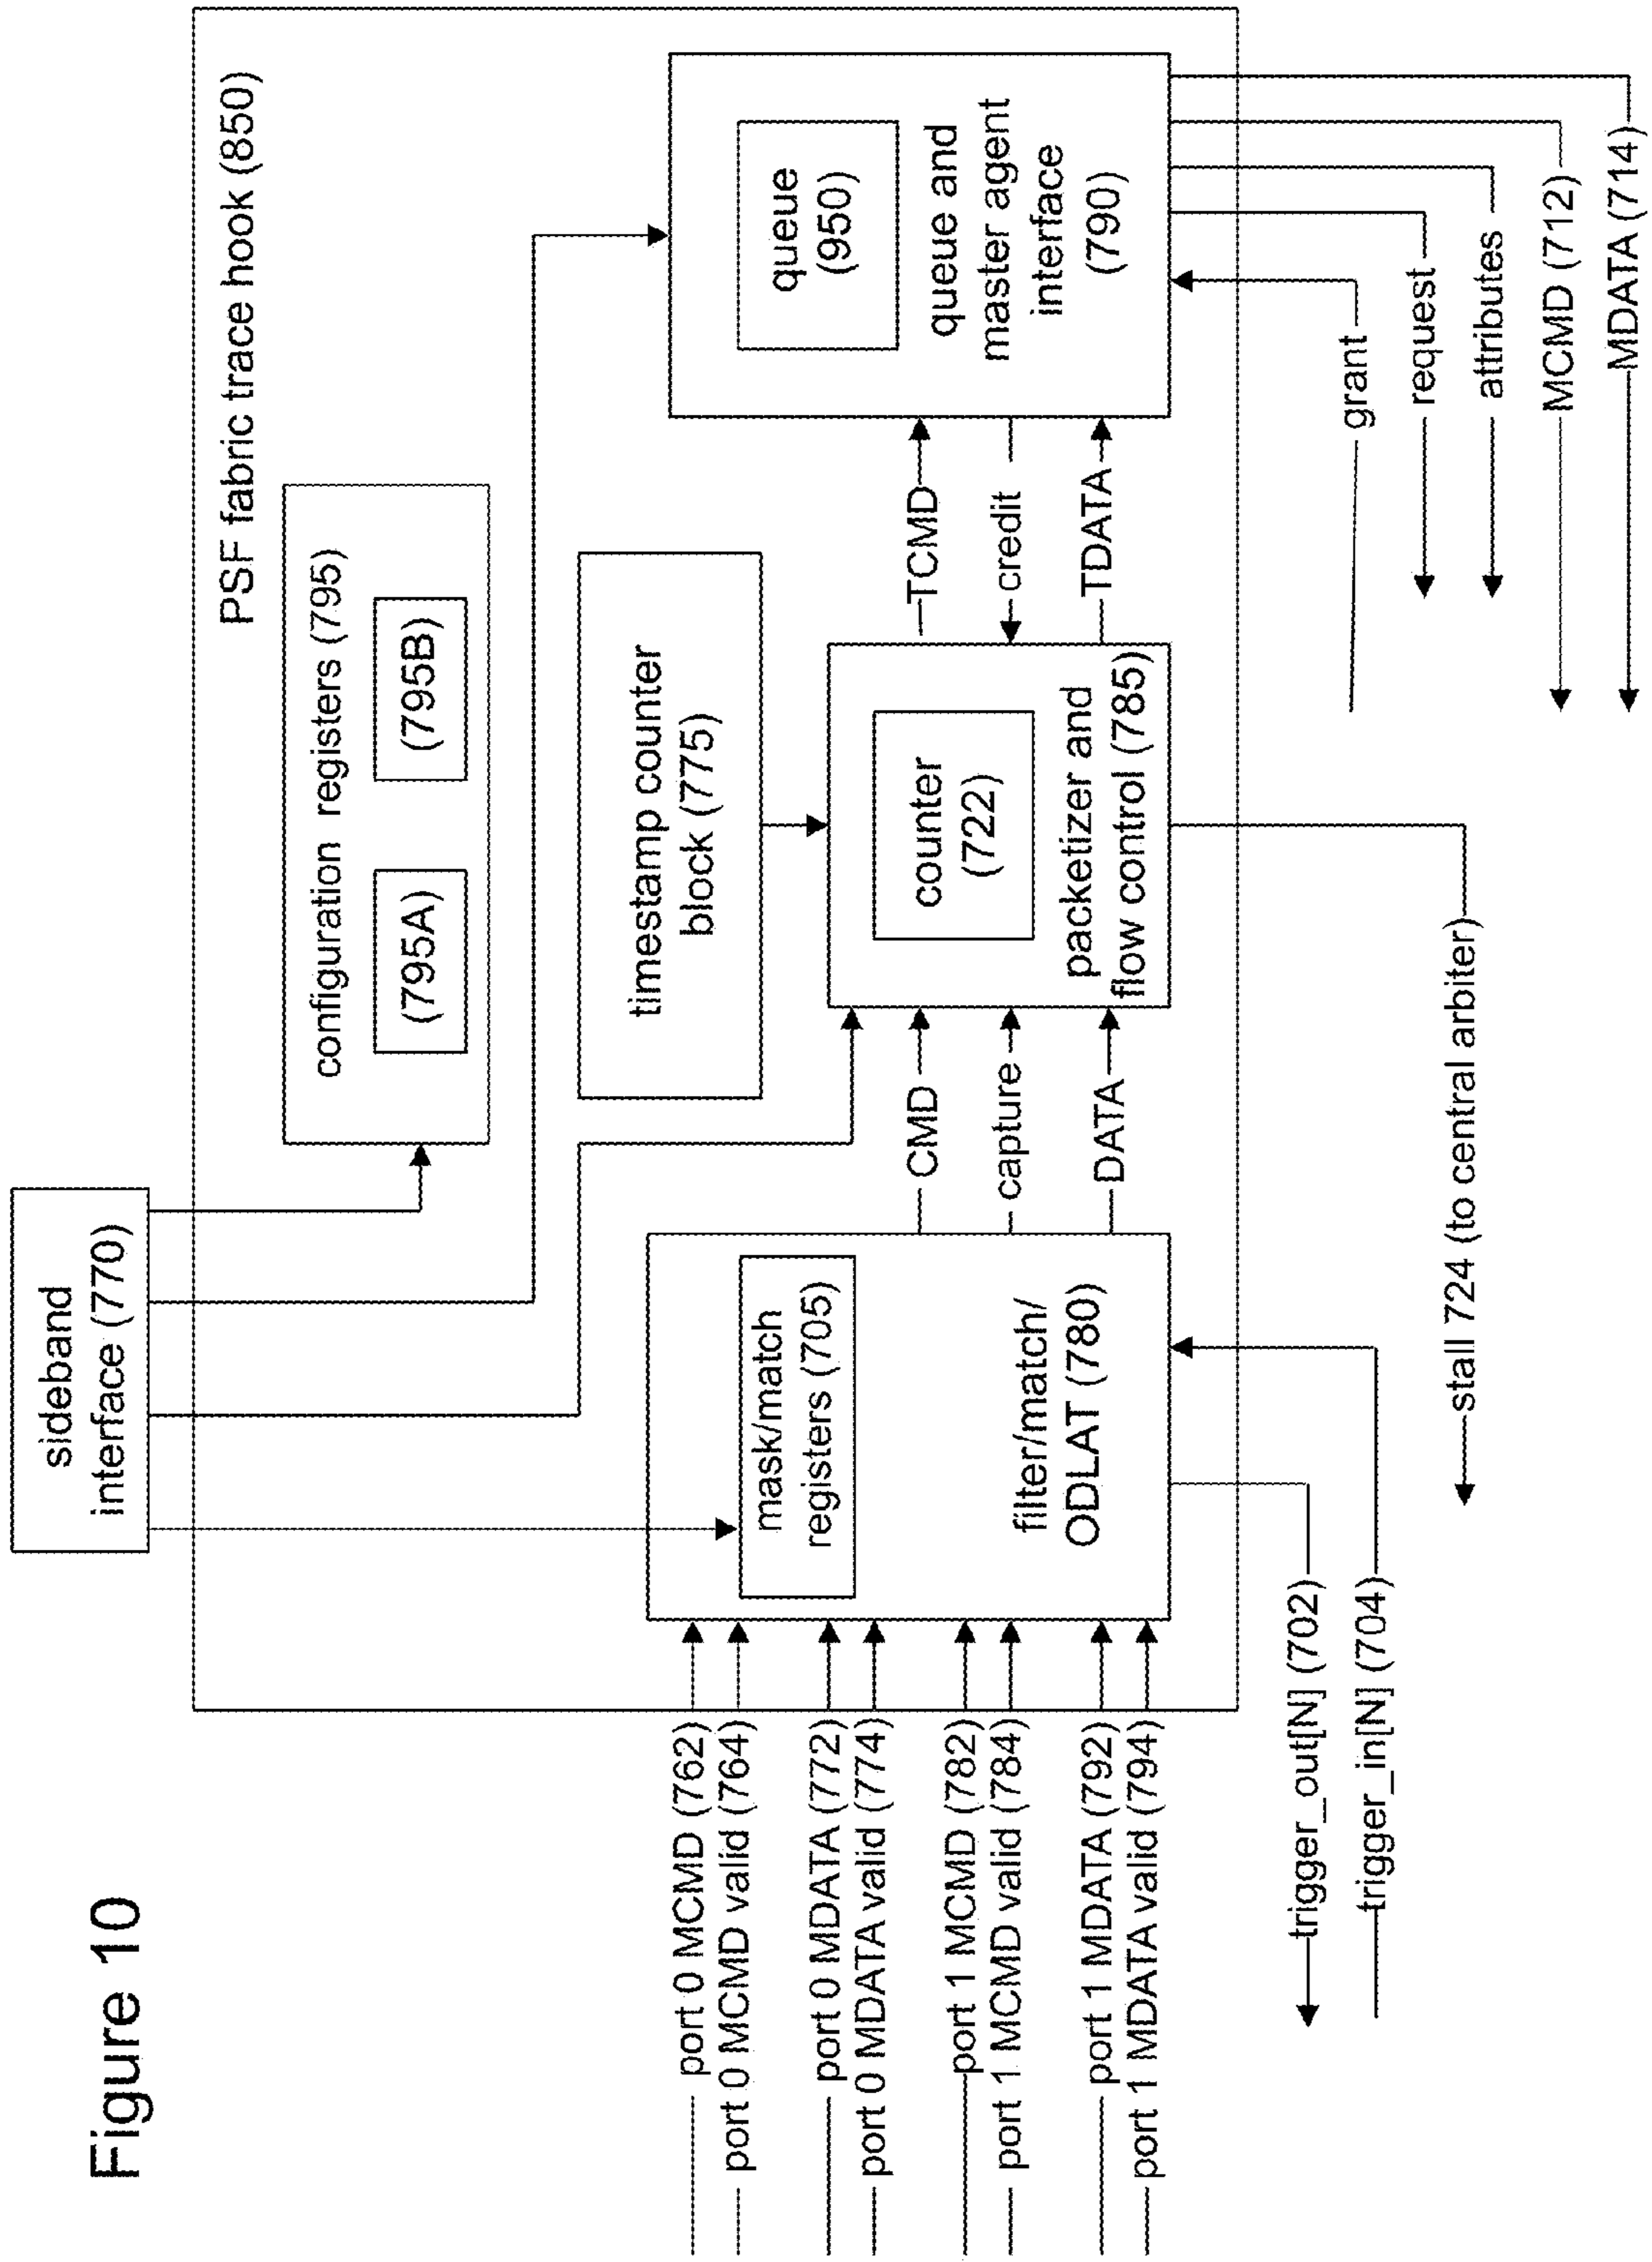 Figure 10
sideband
interface (770)
PSF fabric trace hook (850)
configuration registers (795)
(795A)
(795B)
timestamp counter
block (775)
port 0 MCMD (762)
port 0 MCMD valid (764)
port 0 MDATA (772)
port 0 MDATA valid (774)
port 1 MCMD (782)
port 1 MCMD valid (784)
port 1 MDATA (792)
port 1 MDATA valid (794)
mask/match
registers (705)
filter/match/
ODLAT (780)
CMD
capture
DATA
counter
(722)
packetizer and
flow control (785)
TCMD
credit
TDATA
queue
(950)
queue and
master agent
interface
(790)
trigger_out[N] (702)
trigger_in[N] (704)
stall 724 (to central arbiter)
grant
request
attributes
MCMD (712)
MDATA (714)